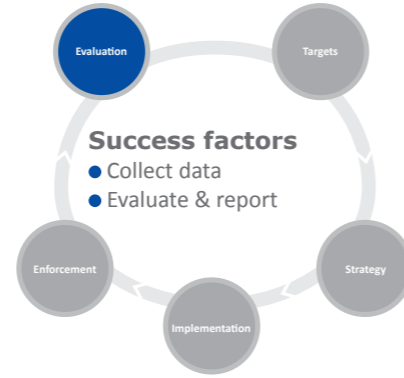 Evaluation
Targets
Success factors
● Collect data
● Evaluate & report
Enforcement
Strategy
Implementation